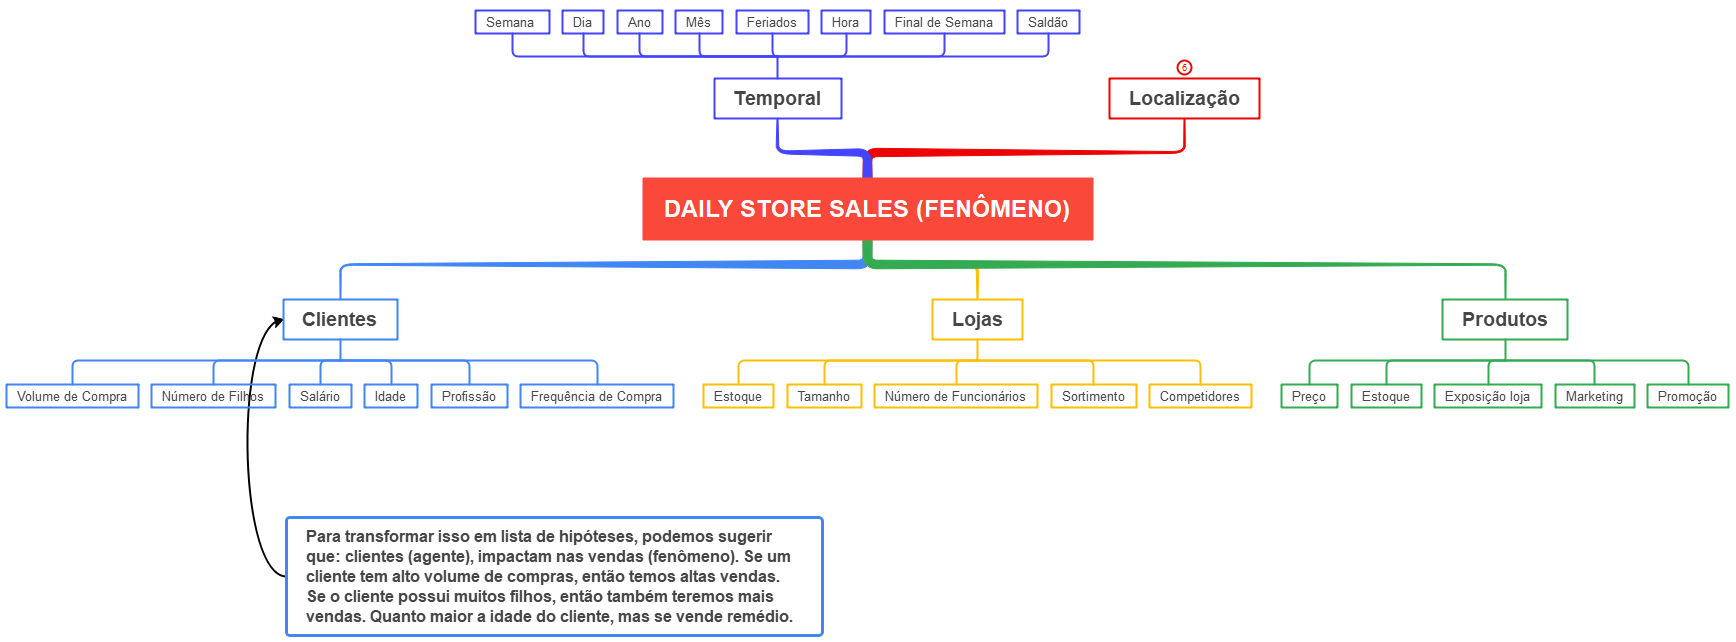 Semana
Dia
Ano
Mês
Feriados
Hora
Final de Semana
Saldão
6
Temporal
Localização
DAILY STORE SALES (FENÔMENO)
Clientes
Lojas
Produtos
Volume de Compra
Número de Filhos
Salário
Idade
Profissão
Frequência de Compra
Estoque
Tamanho
Número de Funcionários
Sortimento
Competidores
Preço
Estoque
Exposição loja
Marketing
Promoção
Para transformar isso em lista de hipóteses, podemos sugerir
que: clientes (agente), impactam nas vendas (fenômeno). Se um
cliente tem alto volume de compras, então temos altas vendas.
Se o cliente possui muitos filhos, então também teremos mais
vendas. Quanto maior a idade do cliente, mas se vende remédio.